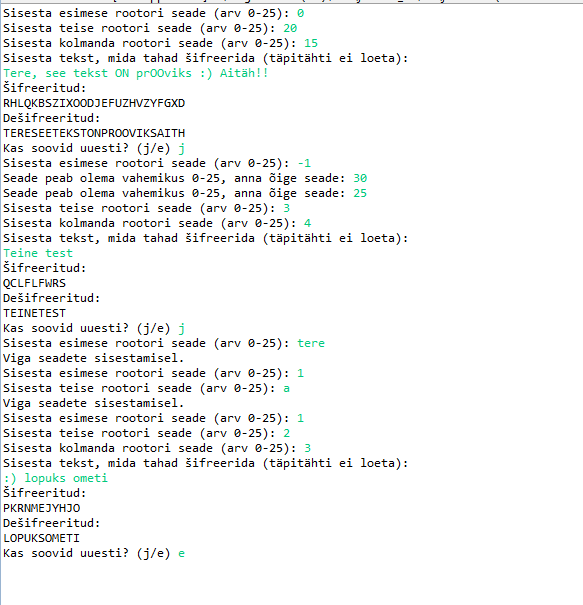 Sisesta esimese rootori seade (arv 0-25): 0
Sisesta teise rootori seade (arv 0-25): 20
Sisesta kolmanda rootori seade (arv 0-25): 15
Sisesta tekst, mida tahad šifreerida (täpitähti ei loeta):
Tere, see tekst ON prOOviks :) Aitäh!!
Šifreeritud:
RHLQKBSZIXOODJEFUZHVZYFGXD
Dešifreeritud:
TERESEETEKSTONPROOVIKSAITH
Kas soovid uuesti? (j/e) j
Sisesta esimese rootori seade (arv 0-25): -1
Seade peab olema vahemikus 0-25, anna õige seade: 30
Seade peab olema vahemikus 0-25, anna õige seade: 25
Sisesta teise rootori seade (arv 0-25): 3
Sisesta kolmanda rootori seade (arv 0-25): 4
Sisesta tekst, mida tahad šifreerida (täpitähti ei loeta):
Teine test
Šifreeritud:
QCLFLFWRS
Dešifreeritud:
TEINETEST
Kas soovid uuesti? (j/e) j
Sisesta esimese rootori seade (arv 0-25): tere
Viga seadete sisestamisel.
Sisesta esimese rootori seade (arv 0-25): 1
Sisesta teise rootori seade (arv 0-25): a
Viga seadete sisestamisel.
Sisesta esimese rootori seade (arv 0-25): 1
Sisesta teise rootori seade (arv 0-25): 2
Sisesta kolmanda rootori seade (arv 0-25): 3
Sisesta tekst, mida tahad šifreerida (täpitähti ei loeta):
:) lopuks ometi
Šifreeritud:
PKRNMEJYHJO
Dešifreeritud:
LOPUKSOMETI
Kas soovid uuesti? (j/e) e